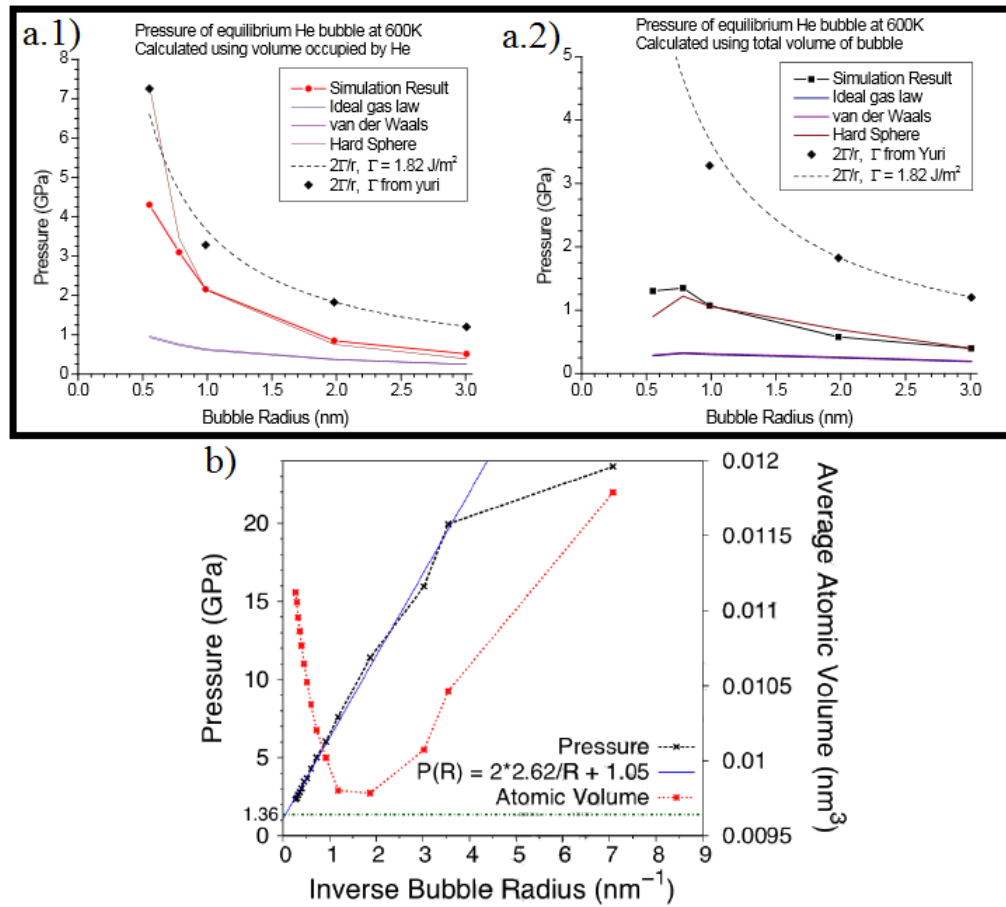 a.1)
Pressure of equilibrium He bubble at 600K
Calculated using volume occupied by He
8
7
6
5
4
3
2
1
0
Pressure (GPa)
Simulation Result
Ideal gas law
van der Waals
Hard Sphere
2Γ/r, Γ = 1.82 J/m²
2Γ/r, Γ from yuri
0.0 0.5 1.0 1.5 2.0 2.5 3.0
Bubble Radius (nm)
a.2)
Pressure of equilibrium He bubble at 600K
Calculated using total volume of bubble
5
4
3
2
1
0
Pressure (GPa)
Simulation Result
Ideal gas law
van der Waals
Hard Sphere
2Γ/r, Γ from Yuri
2Γ/r, Γ = 1.82 J/m²
0.0 0.5 1.0 1.5 2.0 2.5 3.0
Bubble Radius (nm)
b)
20
15
10
5
1.36
0
Pressure (GPa)
Pressure
P(R) = 2*2.62/R + 1.05
Atomic Volume
0.012
0.0115
0.011
0.0105
0.01
0.0095
Average Atomic Volume (nm³)
0 1 2 3 4 5 6 7 8 9
Inverse Bubble Radius (nm⁻¹)